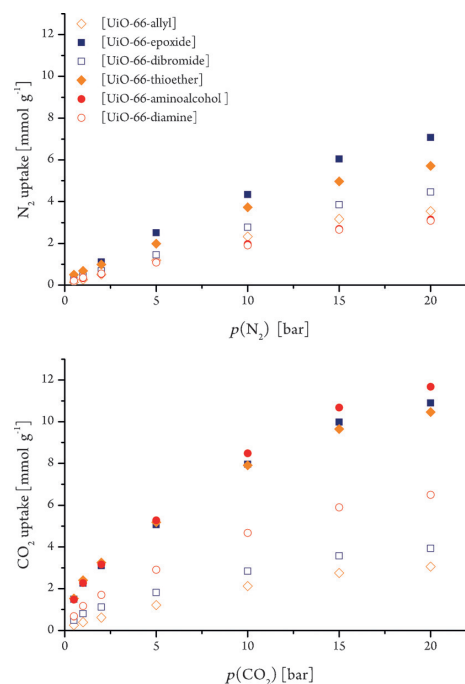 14
[UiO-66-allyl]
12
[UiO-66-epoxide]
[UiO-66-dibromide]
10
[UiO-66-thioether]
[UiO-66-aminoalcohol ]
8
[UiO-66-diamine]
6
4
2
0
N₂ uptake [mmol g⁻¹]
0 5 10 15 20
p(N₂) [bar]
12
10
8
6
4
2
0
CO₂ uptake [mmol g⁻¹]
0 5 10 15 20
p(CO₂) [bar]